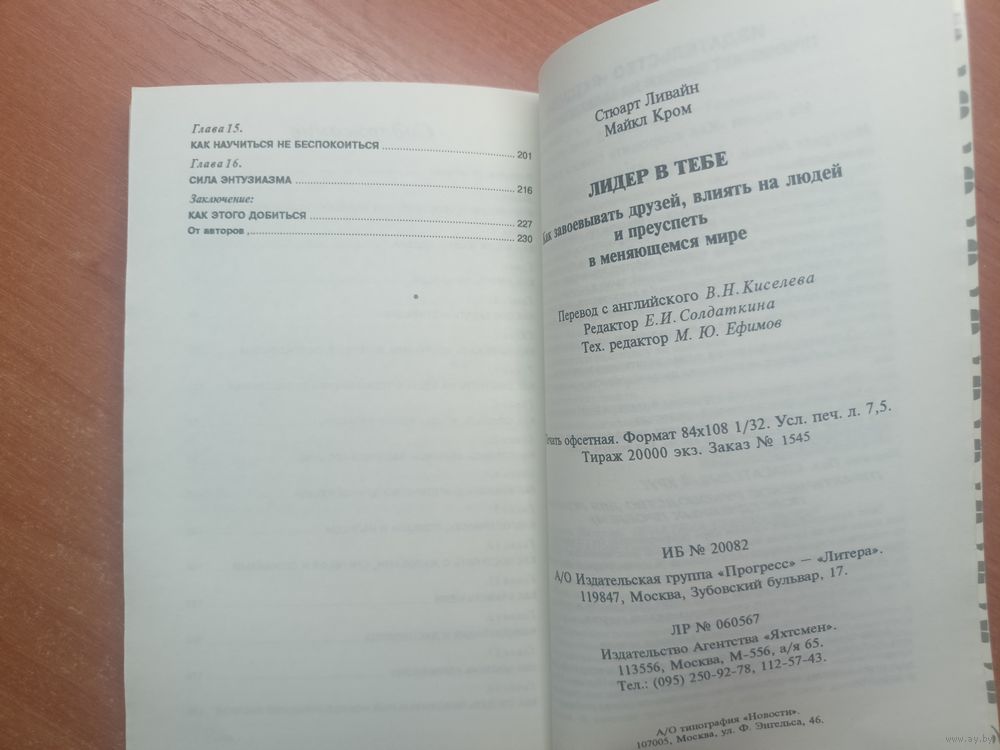 Глава 15.
КАК НАУЧИТЬСЯ НЕ БЕСПОКОИТЬСЯ ..... 201
Глава 16.
СИЛА ЭНТУЗИАЗМА ..... 216
Заключение:
КАК ЭТОГО ДОБИТЬСЯ ..... 227
От авторов ..... 230
Стюарт Ливайн
Майкл Кром
ЛИДЕР В ТЕБЕ
Как завоевывать друзей, влиять на людей
и преуспеть
в меняющемся мире
Перевод с английского В.Н. Киселева
Редактор Е.И. Солдаткина
Тех. редактор М. Ю. Ефимов
офсетная. Формат 84х108 1/32. Усл. печ. л. 7,5.
Тираж 20000 экз. Заказ № 1545
ИБ № 20082
А/О Издательская группа «Прогресс» — «Литера».
119847, Москва, Зубовский бульвар, 17.
ЛР № 060567
Издательство Агентства «Яхтсмен».
113556, Москва, М-556, а/я 65.
Тел.: (095) 250-92-78, 112-57-43.
А/О типография «Новости».
107005, Москва, ул. Ф. Энгельса, 46.
www.ay.by